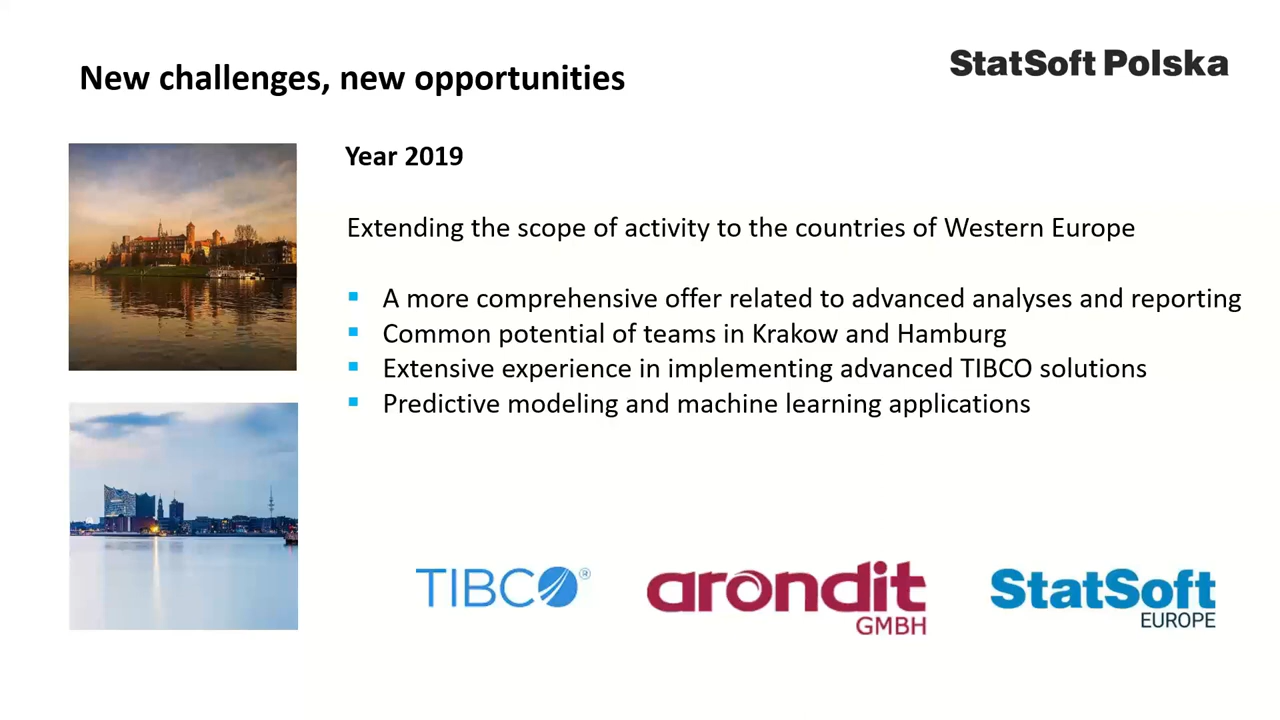 New challenges, new opportunities
StatSoft Polska
Year 2019
Extending the scope of activity to the countries of Western Europe
A more comprehensive offer related to advanced analyses and reporting
Common potential of teams in Krakow and Hamburg
Extensive experience in implementing advanced TIBCO solutions
Predictive modeling and machine learning applications
TIBCO®
arondit
GMBH
StatSoft
EUROPE